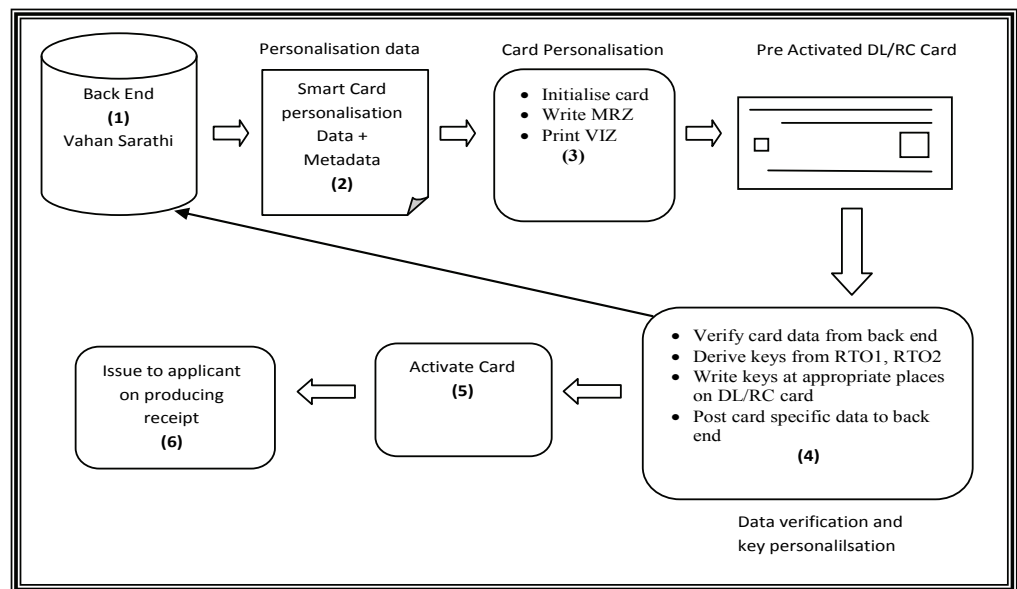 Personalisation data
Card Personalisation
Pre Activated DL/RC Card
Back End
(1)
Vahan Sarathi
Smart Card
personalisation
Data +
Metadata
(2)
• Initialise card
• Write MRZ
• Print VIZ
(3)
• Verify card data from back end
• Derive keys from RTO1, RTO2
• Write keys at appropriate places
on DL/RC card
• Post card specific data to back
end
(4)
Data verification and
key personalilsation
Activate Card
(5)
Issue to applicant
on producing
receipt
(6)